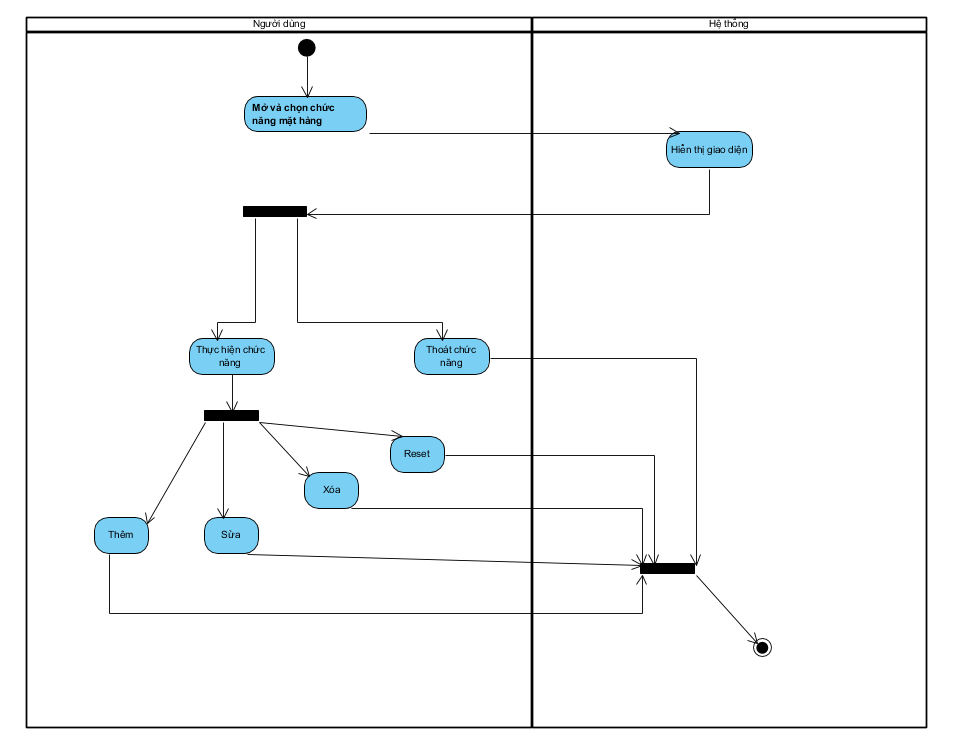 Người dùng
Hệ thống
Mở và chọn chức
năng mặt hàng
Hiển thị giao diện
Thực hiện chức
năng
Thoát chức
năng
Reset
Xóa
Thêm
Sửa